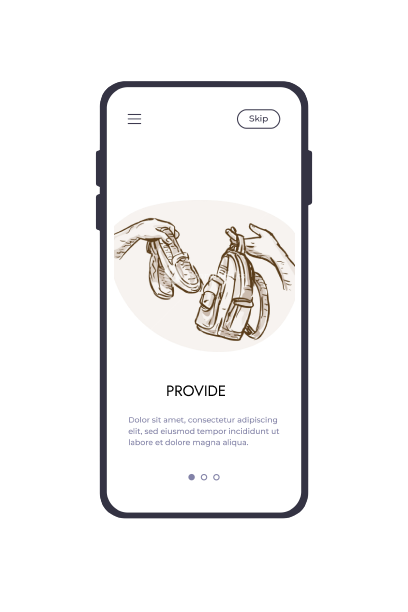 Skip
PROVIDE
Dolor sit amet, consectetur adipiscing
elit, sed eiusmod tempor incididunt ut
labore et dolore magna aliqua.